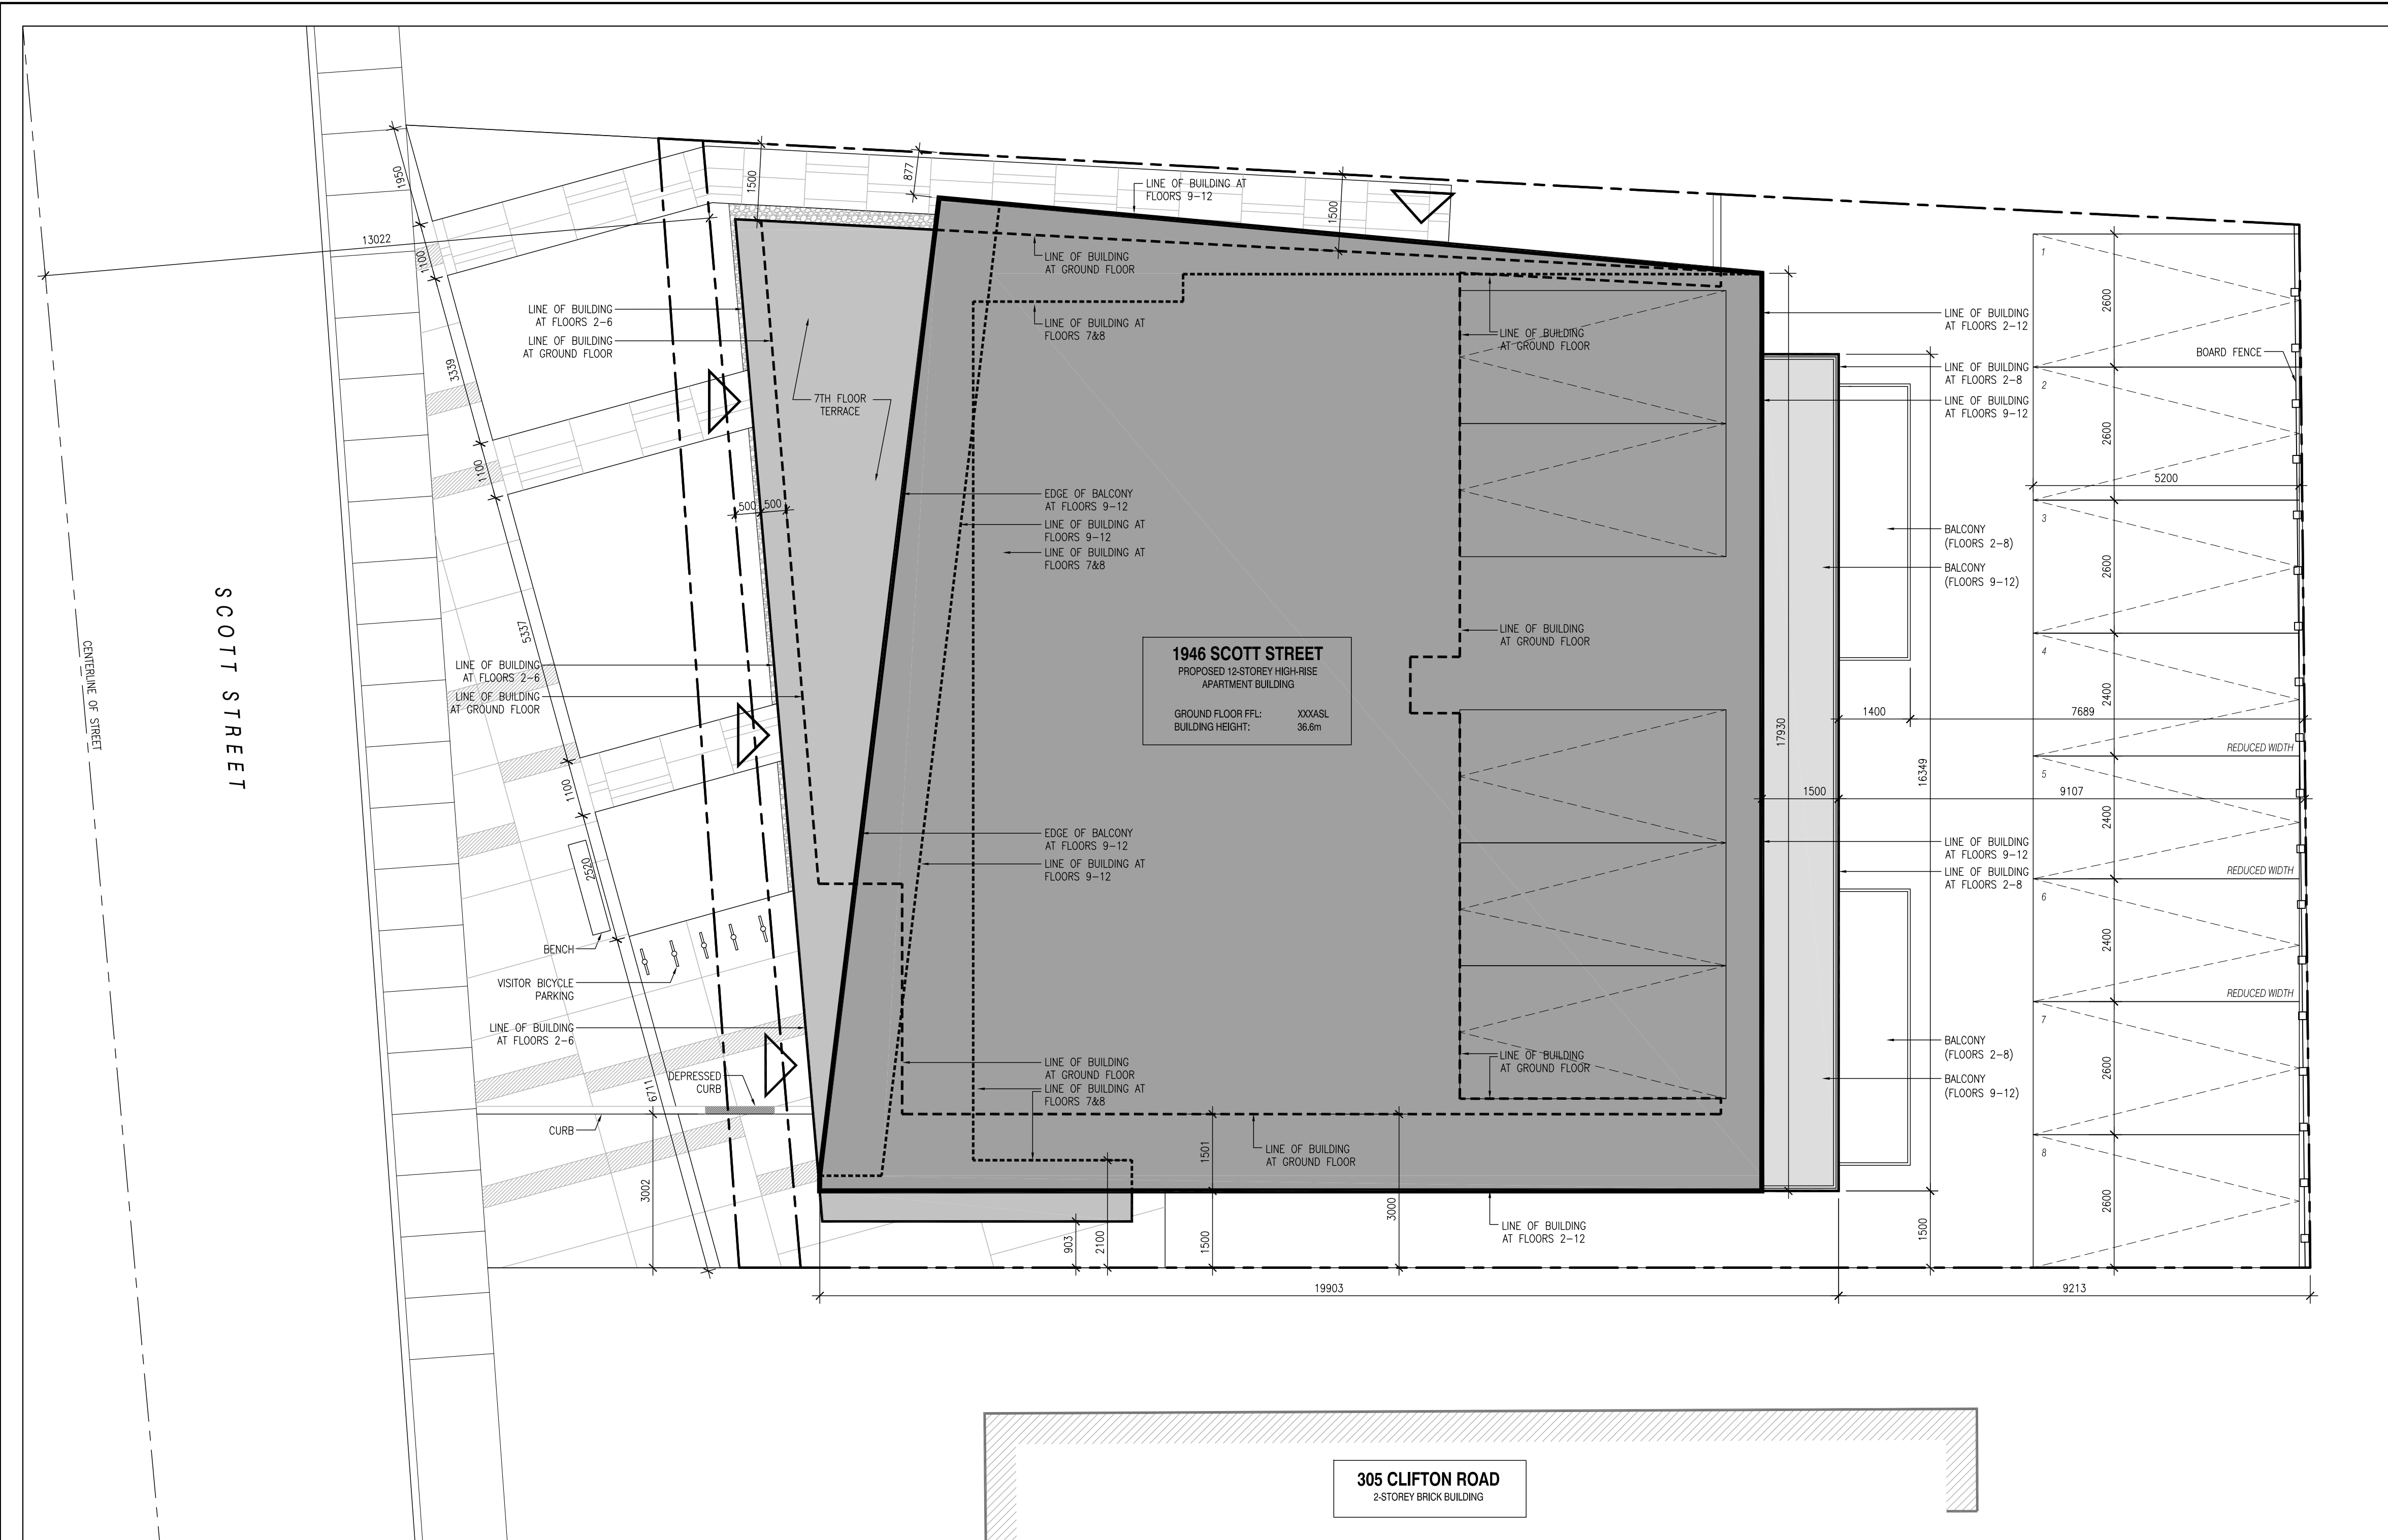 1950
1100
3339
1100
5337
1100
2520
6711
13022
1500
877
1500
LINE OF BUILDING AT
FLOORS 9-12
LINE OF BUILDING
AT GROUND FLOOR
LINE OF BUILDING AT
FLOORS 7&8
LINE OF BUILDING
AT FLOORS 2-6
LINE OF BUILDING
AT GROUND FLOOR
LINE OF BUILDING
AT GROUND FLOOR
7TH FLOOR
TERRACE
500
500
EDGE OF BALCONY
AT FLOORS 9-12
LINE OF BUILDING AT
FLOORS 9-12
LINE OF BUILDING AT
FLOORS 7&8
LINE OF BUILDING
AT GROUND FLOOR
SCOTT STREET
CENTERLINE OF STREET
LINE OF BUILDING
AT FLOORS 2-6
LINE OF BUILDING
AT GROUND FLOOR
1946 SCOTT STREET
PROPOSED 12-STOREY HIGH-RISE
APARTMENT BUILDING
GROUND FLOOR FFL: XXXASL
BUILDING HEIGHT: 36.6m
EDGE OF BALCONY
AT FLOORS 9-12
LINE OF BUILDING AT
FLOORS 9-12
BENCH
VISITOR BICYCLE
PARKING
LINE OF BUILDING
AT FLOORS 2-6
DEPRESSED
CURB
CURB
LINE OF BUILDING
AT GROUND FLOOR
LINE OF BUILDING AT
FLOORS 7&8
LINE OF BUILDING
AT GROUND FLOOR
LINE OF BUILDING
AT GROUND FLOOR
LINE OF BUILDING
AT FLOORS 2-12
3002
903
2100
1501
1500
3000
19903
9213
17930
1500
16349
1500
1400
7689
9107
5200
LINE OF BUILDING
AT FLOORS 2-12
LINE OF BUILDING
AT FLOORS 2-8
LINE OF BUILDING
AT FLOORS 9-12
BALCONY
(FLOORS 2-8)
BALCONY
(FLOORS 9-12)
LINE OF BUILDING
AT FLOORS 9-12
LINE OF BUILDING
AT FLOORS 2-8
BALCONY
(FLOORS 2-8)
BALCONY
(FLOORS 9-12)
BOARD FENCE
1
2600
2
2600
3
2600
4
2400
REDUCED WIDTH
5
2400
REDUCED WIDTH
6
2400
REDUCED WIDTH
7
2600
8
2600
305 CLIFTON ROAD
2-STOREY BRICK BUILDING